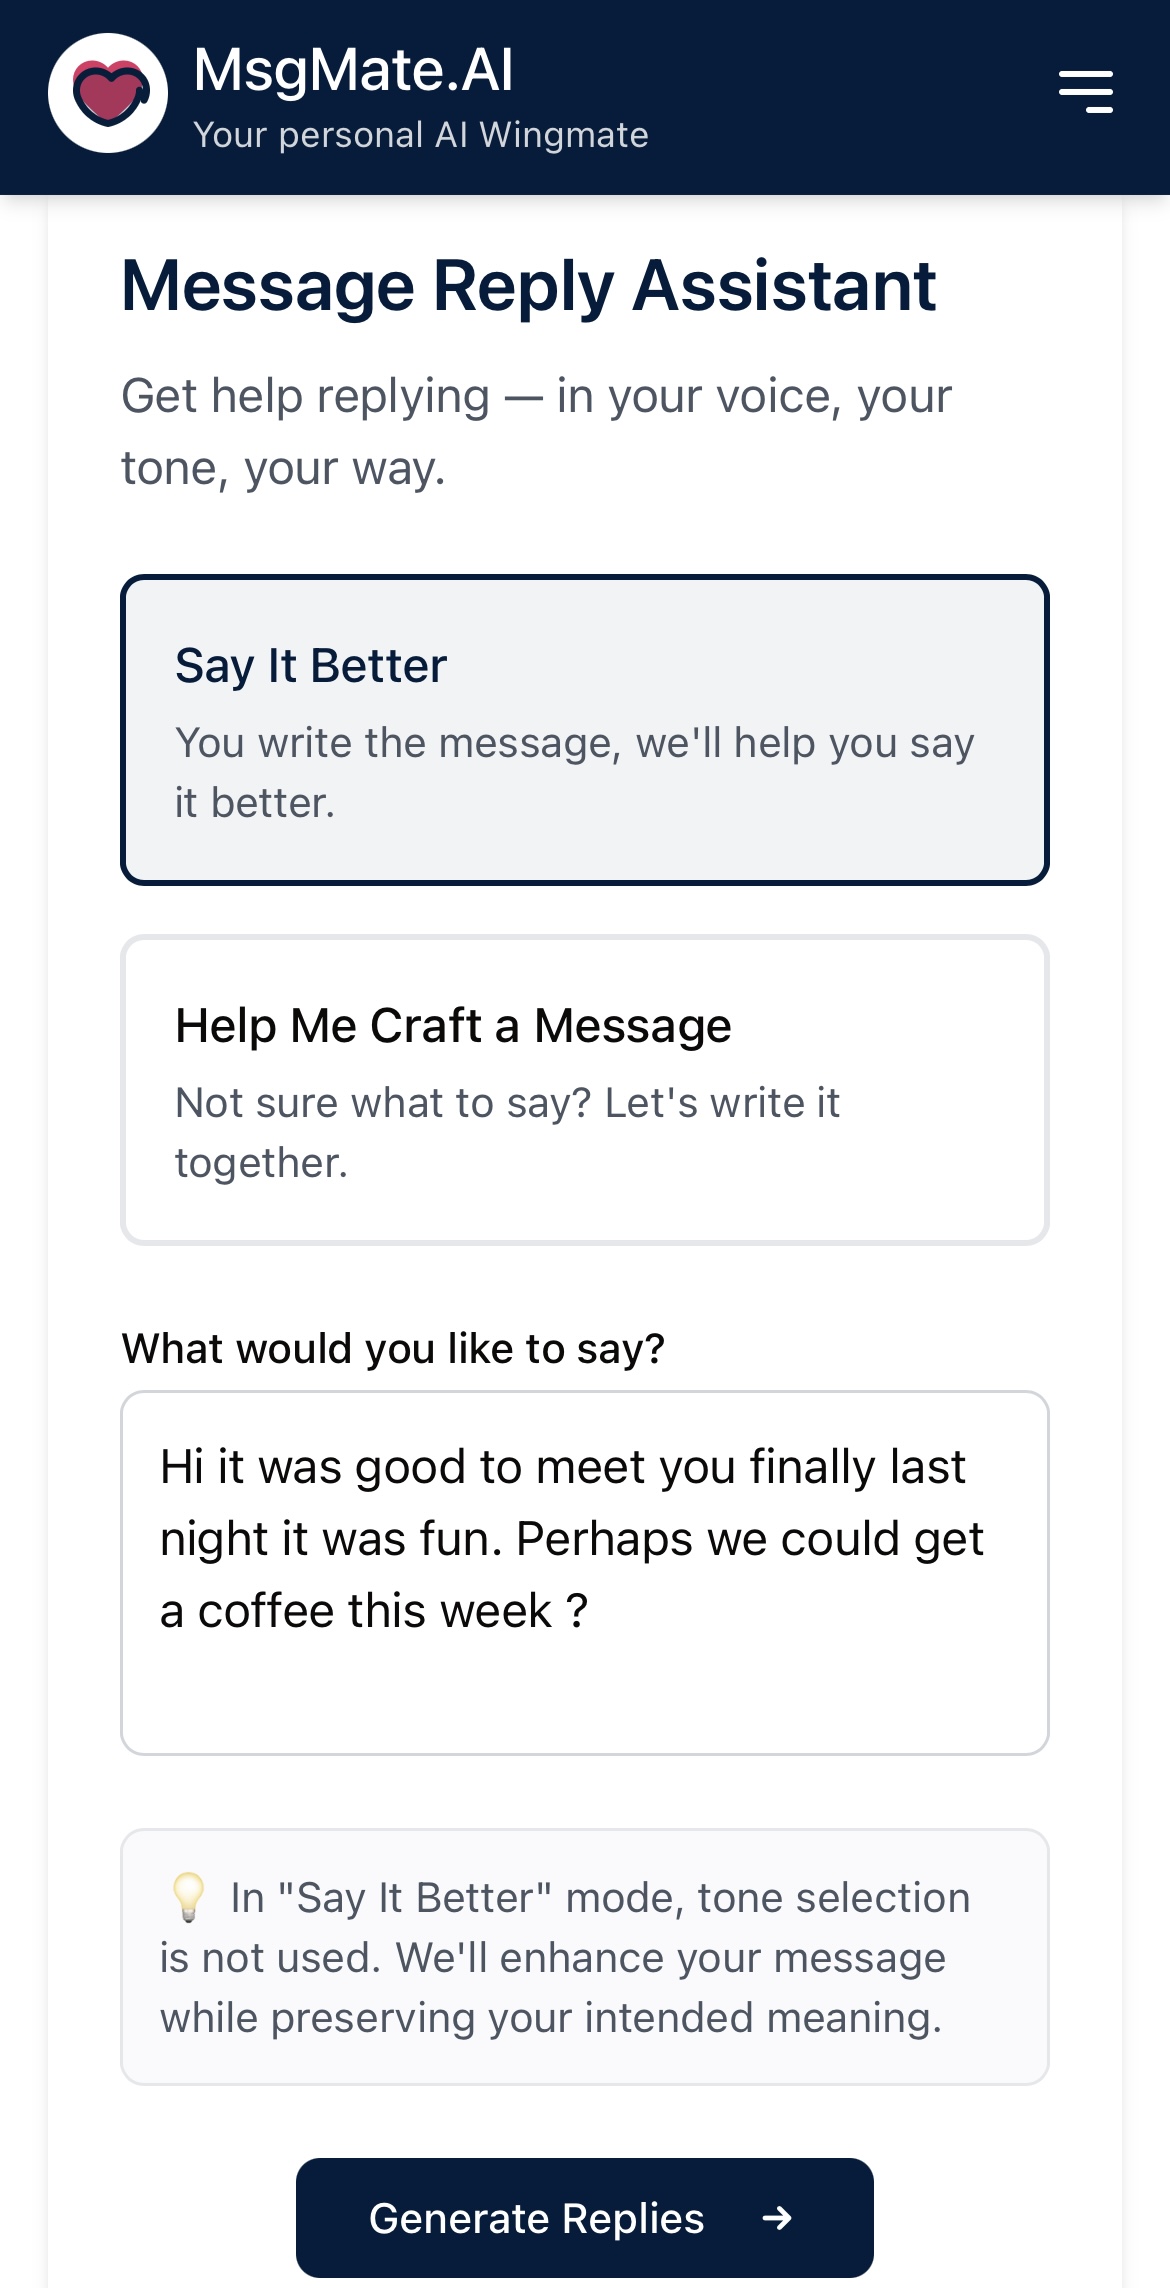 MsgMate.AI
Your personal AI Wingmate
Message Reply Assistant
Get help replying — in your voice, your
tone, your way.
Say It Better
You write the message, we'll help you say
it better.
Help Me Craft a Message
Not sure what to say? Let's write it
together.
What would you like to say?
Hi it was good to meet you finally last
night it was fun. Perhaps we could get
a coffee this week ?
💡 In "Say It Better" mode, tone selection
is not used. We'll enhance your message
while preserving your intended meaning.
Generate Replies →